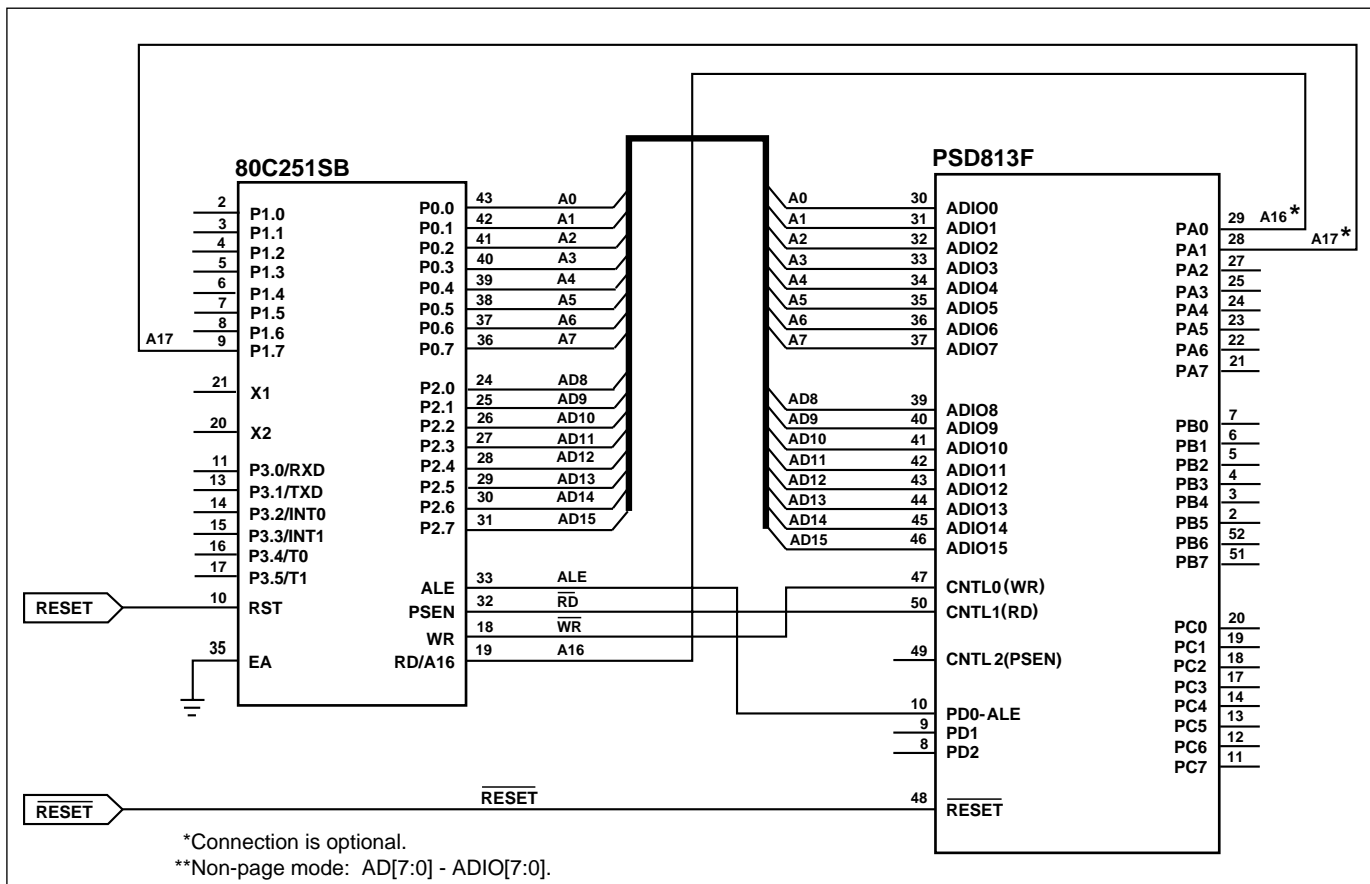 80C251SB
2 P1.0
3 P1.1
4 P1.2
5 P1.3
6 P1.4
7 P1.5
8 P1.6
A17 9 P1.7
21 X1
20 X2
11 P3.0/RXD
13 P3.1/TXD
14 P3.2/INT0
15 P3.3/INT1
16 P3.4/T0
17 P3.5/T1
RESET 10 RST
35 EA
P0.0 43 A0
P0.1 42 A1
P0.2 41 A2
P0.3 40 A3
P0.4 39 A4
P0.5 38 A5
P0.6 37 A6
P0.7 36 A7
P2.0 24 AD8
P2.1 25 AD9
P2.2 26 AD10
P2.3 27 AD11
P2.4 28 AD12
P2.5 29 AD13
P2.6 30 AD14
P2.7 31 AD15
ALE 33 ALE
PSEN 32 RD
WR 18 WR
RD/A16 19 A16
PSD813F
A0 30 ADIO0
A1 31 ADIO1
A2 32 ADIO2
A3 33 ADIO3
A4 34 ADIO4
A5 35 ADIO5
A6 36 ADIO6
A7 37 ADIO7
AD8 39 ADIO8
AD9 40 ADIO9
AD10 41 ADIO10
AD11 42 ADIO11
AD12 43 ADIO12
AD13 44 ADIO13
AD14 45 ADIO14
AD15 46 ADIO15
47 CNTL0(WR)
50 CNTL1(RD)
49 CNTL2(PSEN)
10 PD0-ALE
9 PD1
8 PD2
RESET RESET 48 RESET
PA0 29 A16*
PA1 28 A17*
PA2 27
PA3 25
PA4 24
PA5 23
PA6 22
PA7 21
PB0 7
PB1 6
PB2 5
PB3 4
PB4 3
PB5 2
PB6 52
PB7 51
PC0 20
PC1 19
PC2 18
PC3 17
PC4 14
PC5 13
PC6 12
PC7 11
*Connection is optional.
**Non-page mode: AD[7:0] - ADIO[7:0].